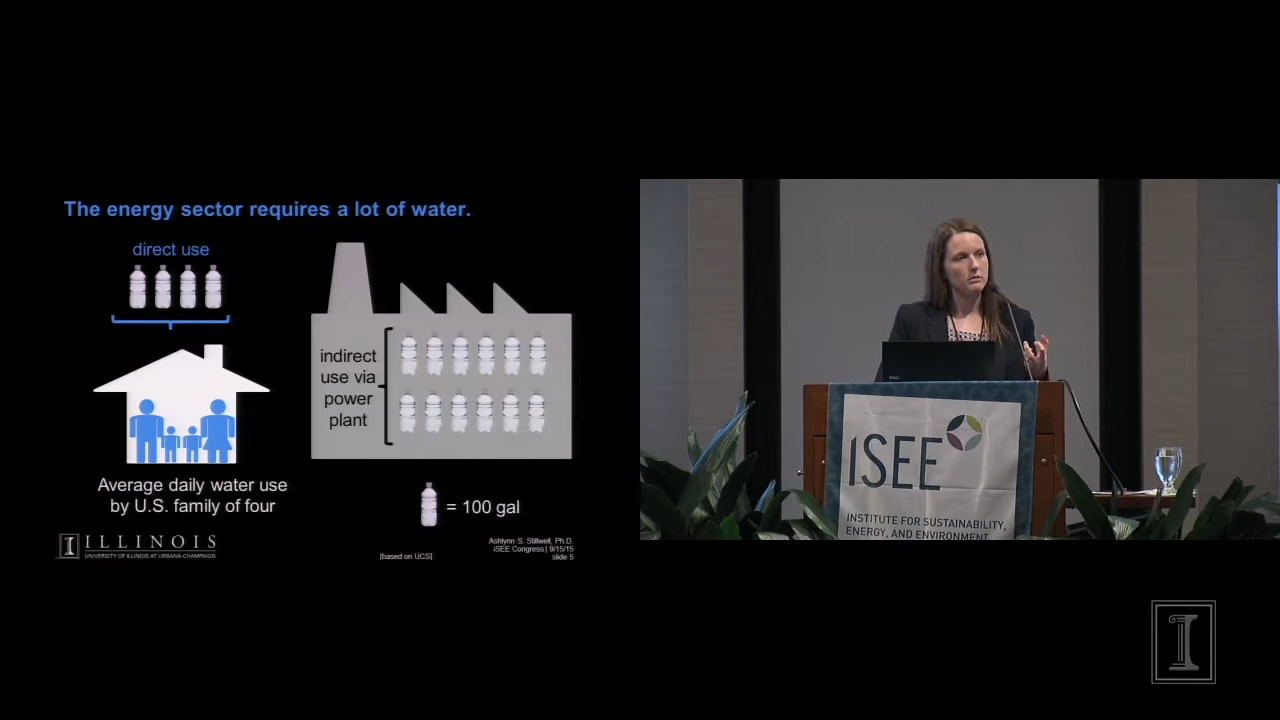 The energy sector requires a lot of water.
direct use
indirect
use via
power
plant
Average daily water use
by U.S. family of four
= 100 gal
I ILLINOIS
UNIVERSITY OF ILLINOIS AT URBANA-CHAMPAIGN
[based on UCS]
Ashlynn S. Stillwell, Ph.D.
iSEE Congress | 9/15/15
slide 5
DELL
iSEE
INSTITUTE FOR SUSTAINABILITY,
ENERGY, AND ENVIRONMENT
I